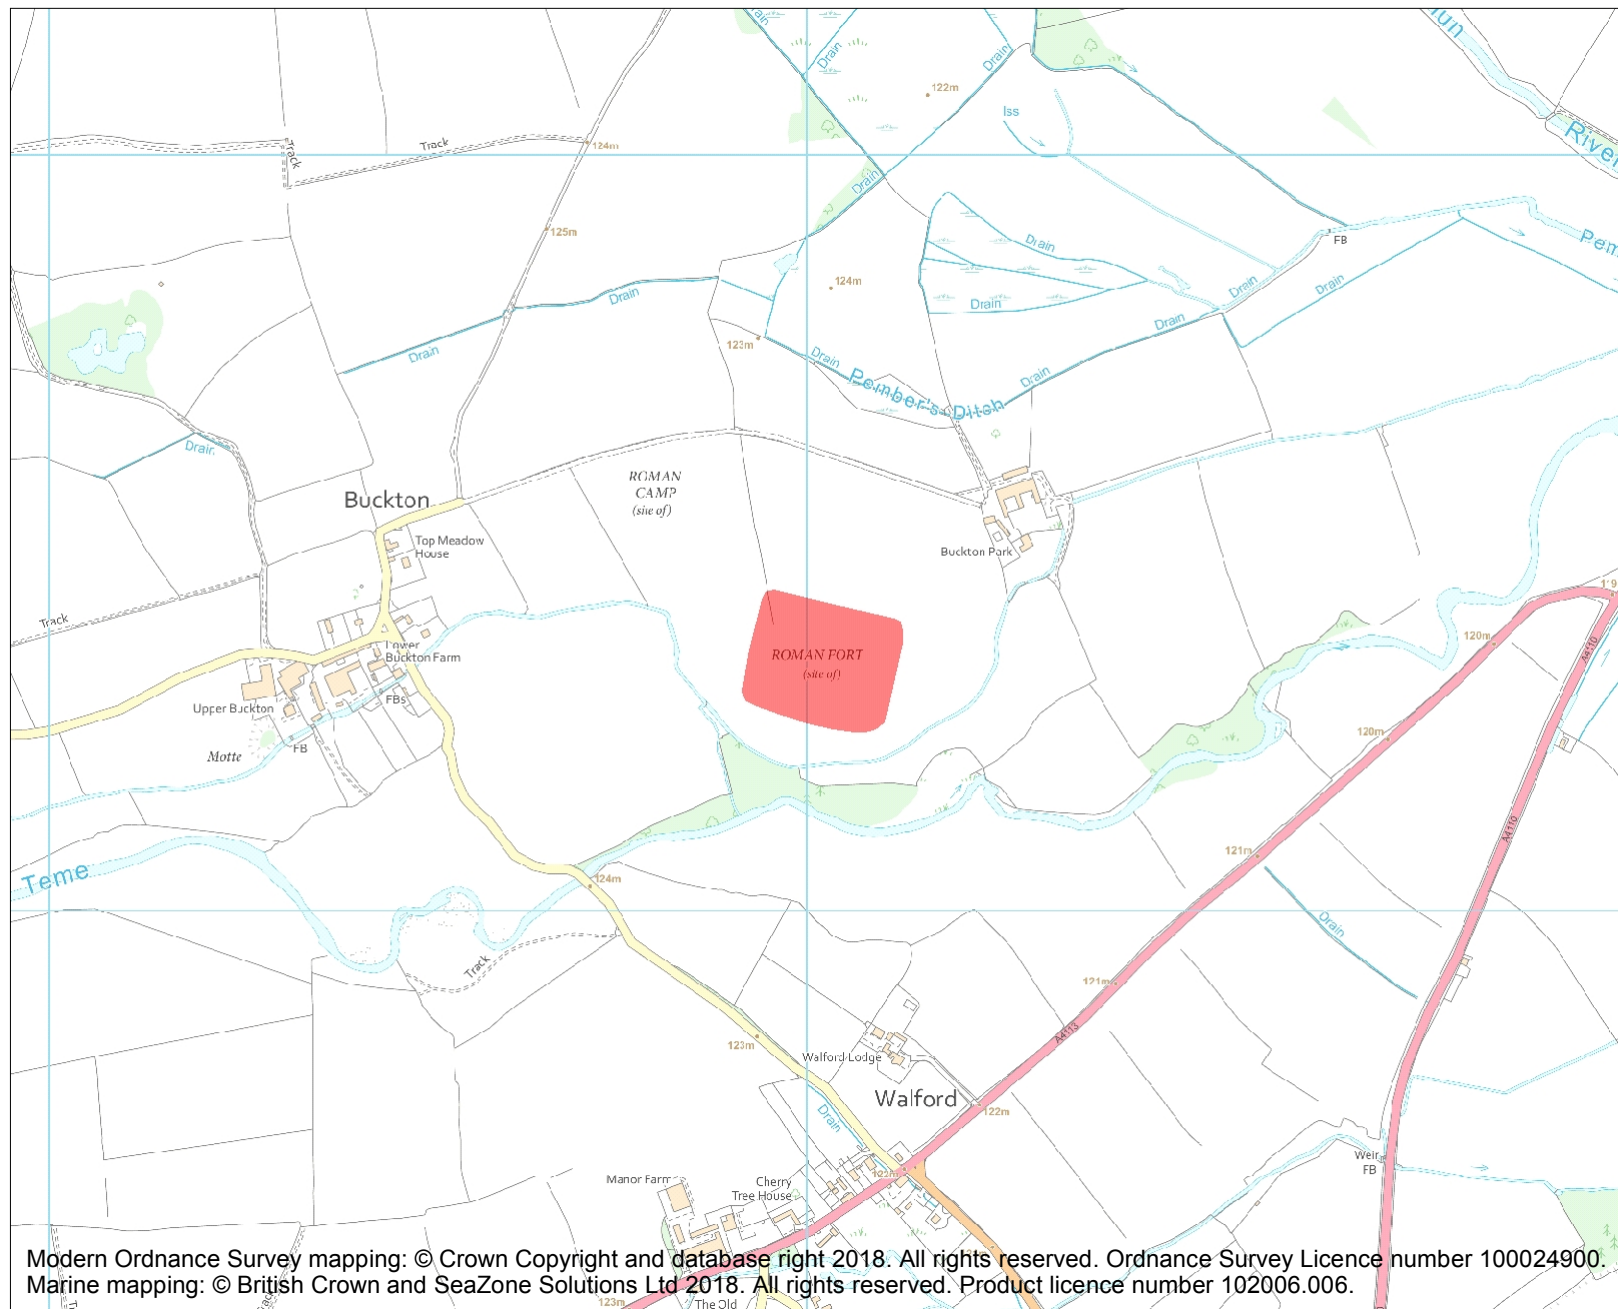 Drain
Drain
Drain
122m
Iss
River
Track
Track
124m
Drain
125m
Drain
FB
Drain
124m
Drain
Drain
Drain
Drain
Drain
123m
Drain
Drain
Drain
Pember's Ditch
Drain
ROMAN
CAMP
(site of)
Buckton
Top Meadow
House
Buckton Park
Track
120m
A4110
Lower
Buckton Farm
ROMAN FORT
(site of)
FBs
Upper Buckton
FB
Motte
120m
A4110
121m
Teme
124m
Drain
Track
121m
A4113
123m
Walford Lodge
Walford
122m
Drain
Weir
FB
122m
Manor Farm
Cherry
Tree House
Modern Ordnance Survey mapping: © Crown Copyright and database right 2018. All rights reserved. Ordnance Survey Licence number 100024900.
Marine mapping: © British Crown and SeaZone Solutions Ltd 2018. All rights reserved. Product licence number 102006.006.
123m
The Old